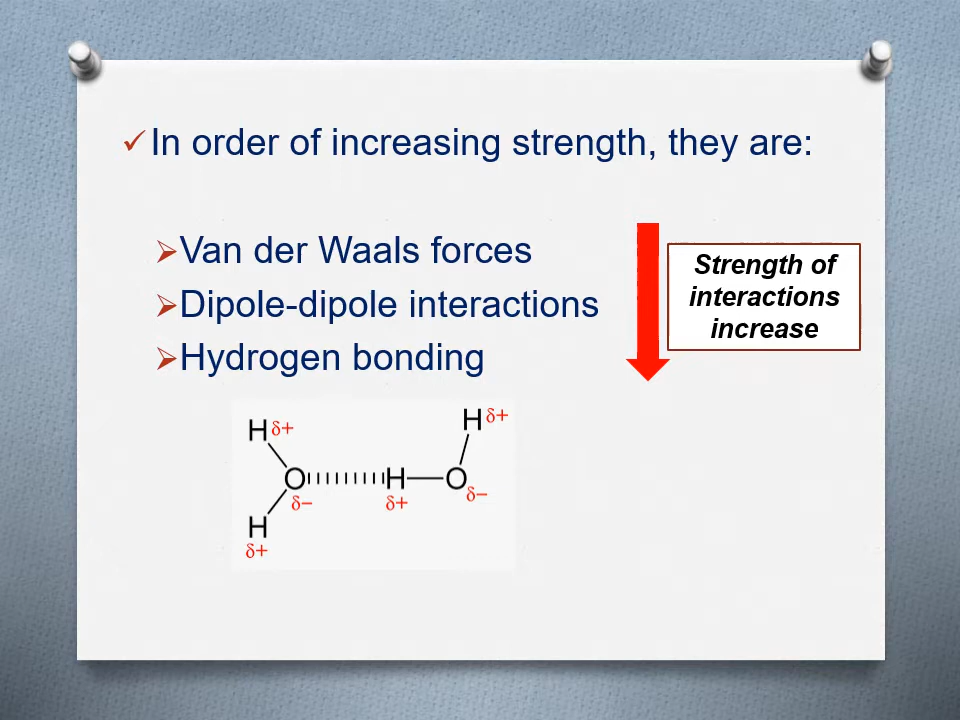 ✓In order of increasing strength, they are:
➢Van der Waals forces
➢Dipole-dipole interactions
➢Hydrogen bonding
Strength of
interactions
increase
H δ+
H δ+
O H O
δ− δ+ δ−
H
δ+